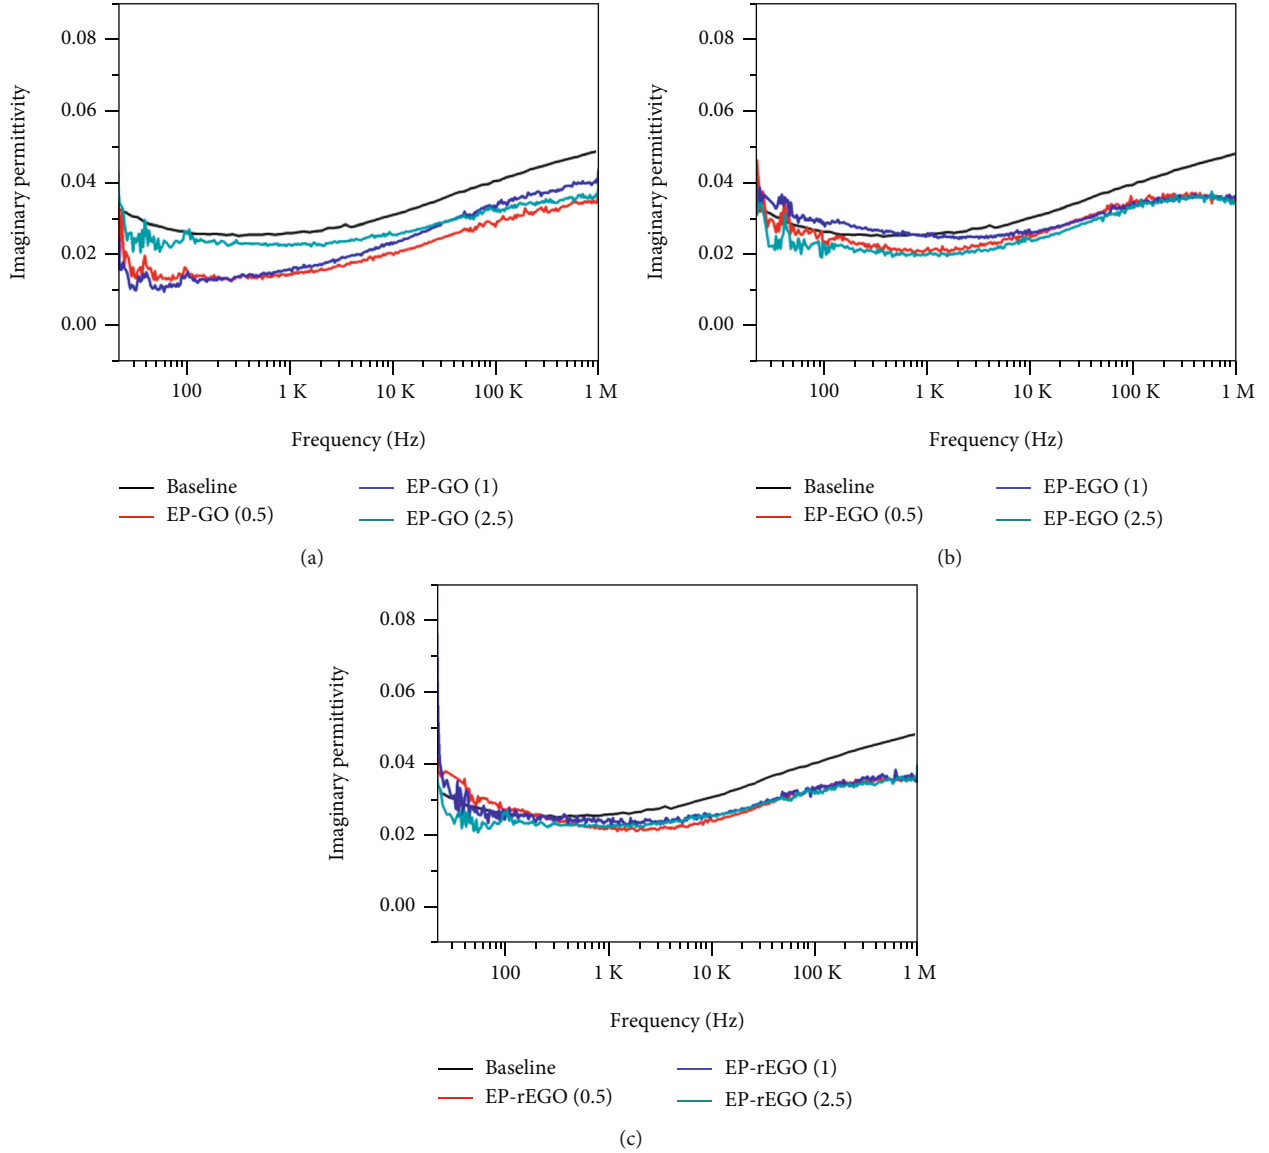 0.08
0.06
0.04
0.02
0.00
Imaginary permittivity
100 1 K 10 K 100 K 1 M
Frequency (Hz)
Baseline
EP-GO (0.5)
EP-GO (1)
EP-GO (2.5)
(a)
0.08
0.06
0.04
0.02
0.00
Imaginary permittivity
100 1 K 10 K 100 K 1 M
Frequency (Hz)
Baseline
EP-EGO (0.5)
EP-EGO (1)
EP-EGO (2.5)
(b)
0.08
0.06
0.04
0.02
0.00
Imaginary permittivity
100 1 K 10 K 100 K 1 M
Frequency (Hz)
Baseline
EP-rEGO (0.5)
EP-rEGO (1)
EP-rEGO (2.5)
(c)